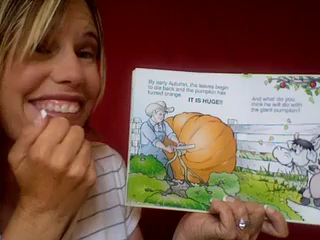 By early Autumn, the leaves begin
to die back and the pumpkin has
turned orange.
IT IS HUGE!!
And what do you
think he will do with
the giant pumpkin?